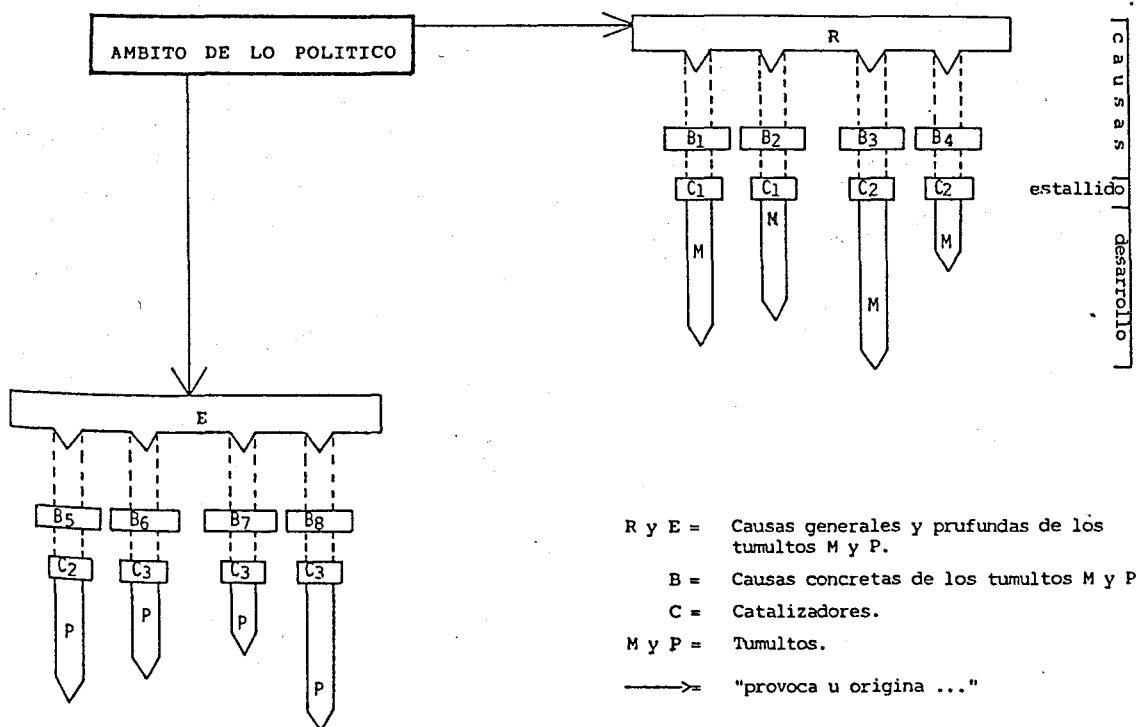 AMBITO DE LO POLITICO
R
B1 B2 B3 B4
C1 C1 C2 C2
M M M M
causas
estallido
desarrollo
E
B5 B6 B7 B8
C2 C3 C3 C3
P P P P
R y E = Causas generales y prufundas de los
tumultos M y P.
B = Causas concretas de los tumultos M y P
C = Catalizadores.
M y P = Tumultos.
= "provoca u origina ..."